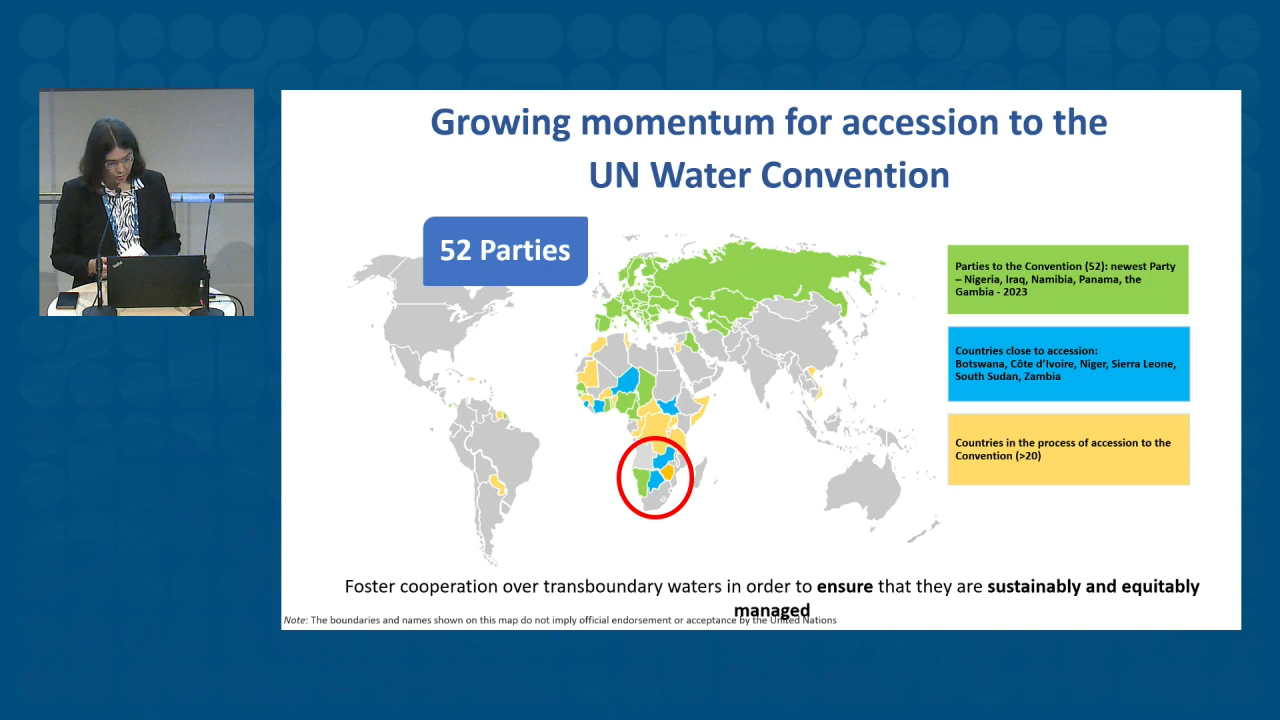 Growing momentum for accession to the
UN Water Convention
52 Parties
Parties to the Convention (52): newest Party
– Nigeria, Iraq, Namibia, Panama, the
Gambia - 2023
Countries close to accession:
Botswana, Côte d'Ivoire, Niger, Sierra Leone,
South Sudan, Zambia
Countries in the process of accession to the
Convention (>20)
Foster cooperation over transboundary waters in order to ensure that they are sustainably and equitably
managed
Note: The boundaries and names shown on this map do not imply official endorsement or acceptance by the United Nations